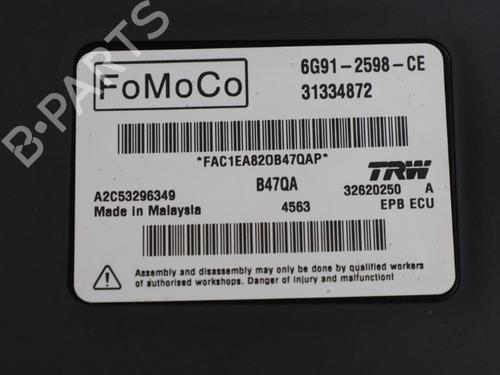 B-PARTS
FoMoCo
6G91-2598-CE
31334872
*FAC1EA820B47QAP*
TRW
A2C53296349
B47QA
32620250 A
Made in Malaysia
4563
EPB ECU
Assembly and disassembly may only be done by qualified workers
of authorised workshops. Danger of injury and malfunction!